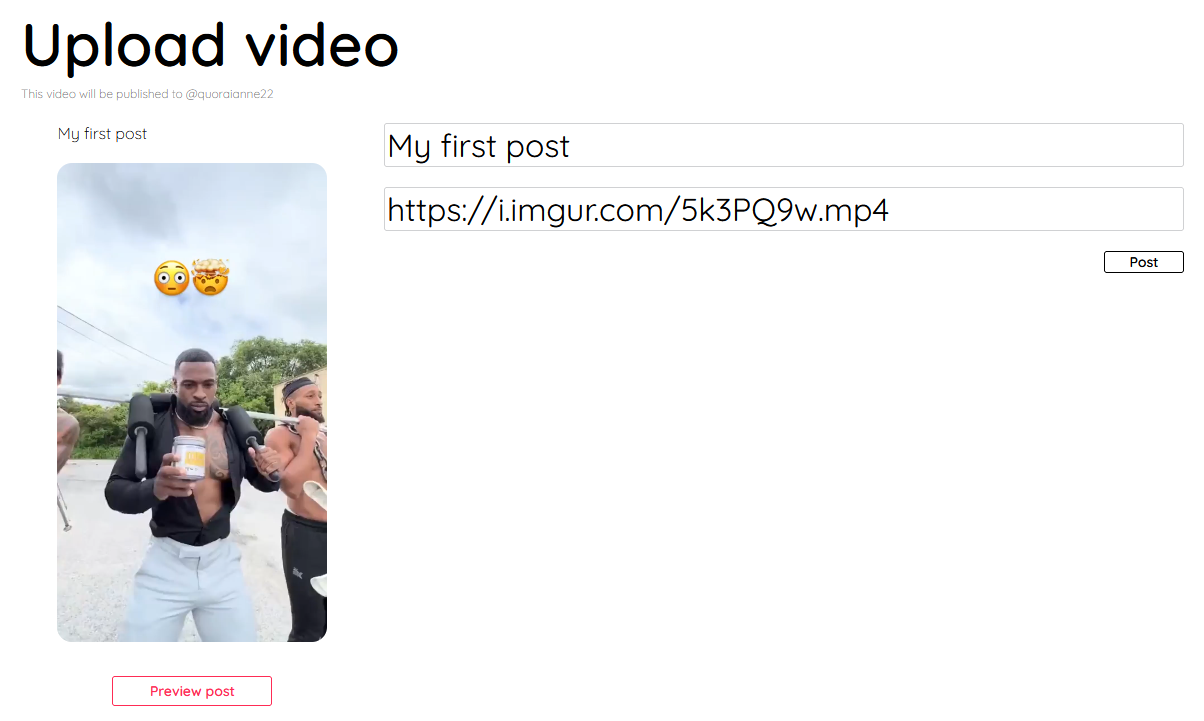 Upload video
This video will be published to @quoraianne22
My first post
My first post
https://i.imgur.com/5k3PQ9w.mp4
Post
Preview post